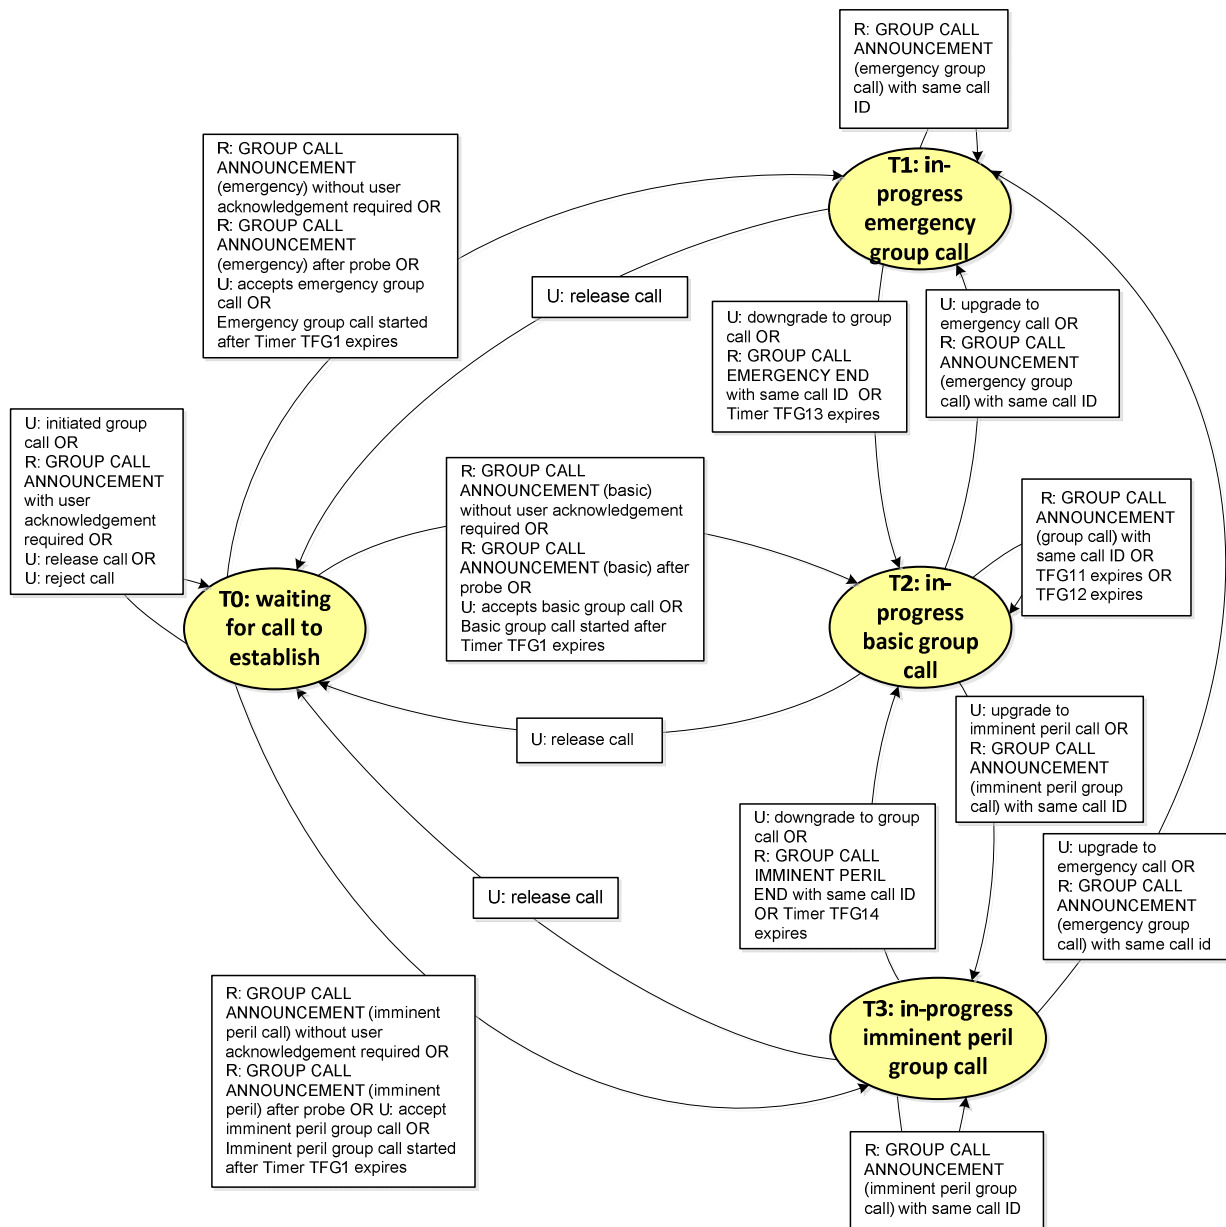 R: GROUP CALL
ANNOUNCEMENT
(emergency group
call) with same call
ID
R: GROUP CALL
ANNOUNCEMENT
(emergency) without user
acknowledgement required OR
R: GROUP CALL
ANNOUNCEMENT
(emergency) after probe OR
U: accepts emergency group
call OR
Emergency group call started
after Timer TFG1 expires
T1: in-
progress
emergency
group call
U: release call
U: downgrade to group
call OR
R: GROUP CALL
EMERGENCY END
with same call ID  OR
Timer TFG13 expires
U: upgrade to
emergency call OR
R: GROUP CALL
ANNOUNCEMENT
(emergency group
call) with same call ID
U: initiated group
call OR
R: GROUP CALL
ANNOUNCEMENT
with user
acknowledgement
required OR
U: release call OR
U: reject call
R: GROUP CALL
ANNOUNCEMENT (basic)
without user acknowledgement
required OR
R: GROUP CALL
ANNOUNCEMENT (basic) after
probe OR
U: accepts basic group call OR
Basic group call started after
Timer TFG1 expires
R: GROUP CALL
ANNOUNCEMENT
(group call) with
same call ID OR
TFG11 expires OR
TFG12 expires
T0: waiting
for call to
establish
T2: in-
progress
basic group
call
U: release call
U: upgrade to
imminent peril call OR
R: GROUP CALL
ANNOUNCEMENT
(imminent peril group
call) with same call ID
U: downgrade to group
call OR
R: GROUP CALL
IMMINENT PERIL
END with same call ID
OR Timer TFG14
expires
U: upgrade to
emergency call OR
R: GROUP CALL
ANNOUNCEMENT
(emergency group
call) with same call id
U: release call
R: GROUP CALL
ANNOUNCEMENT (imminent
peril call) without user
acknowledgement required OR
R: GROUP CALL
ANNOUNCEMENT (imminent
peril) after probe OR U: accept
imminent peril group call OR
Imminent peril group call started
after Timer TFG1 expires
T3: in-progress
imminent peril
group call
R: GROUP CALL
ANNOUNCEMENT
(imminent peril group
call) with same call ID